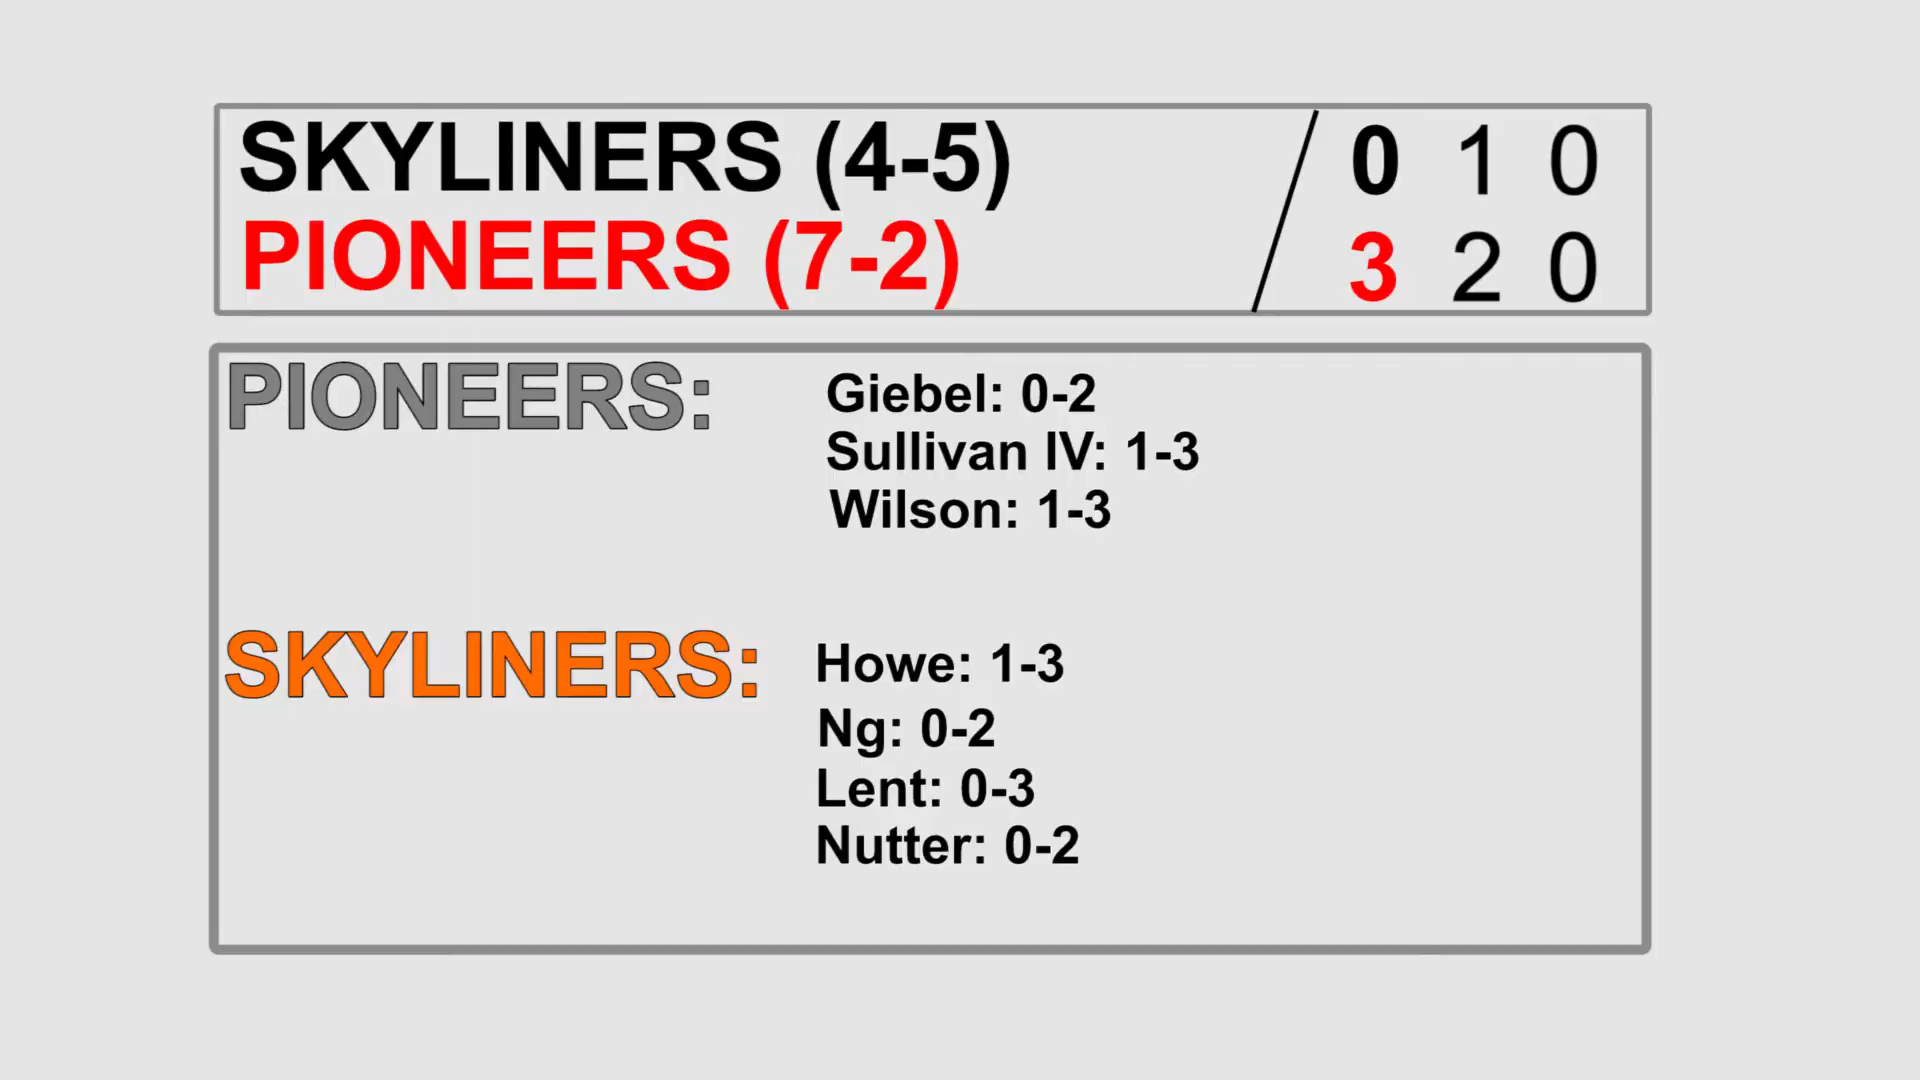 SKYLINERS (4-5) / 0 1 0
PIONEERS (7-2) 3 2 0
PIONEERS:
Giebel: 0-2
Sullivan IV: 1-3
Wilson: 1-3
SKYLINERS:
Howe: 1-3
Ng: 0-2
Lent: 0-3
Nutter: 0-2